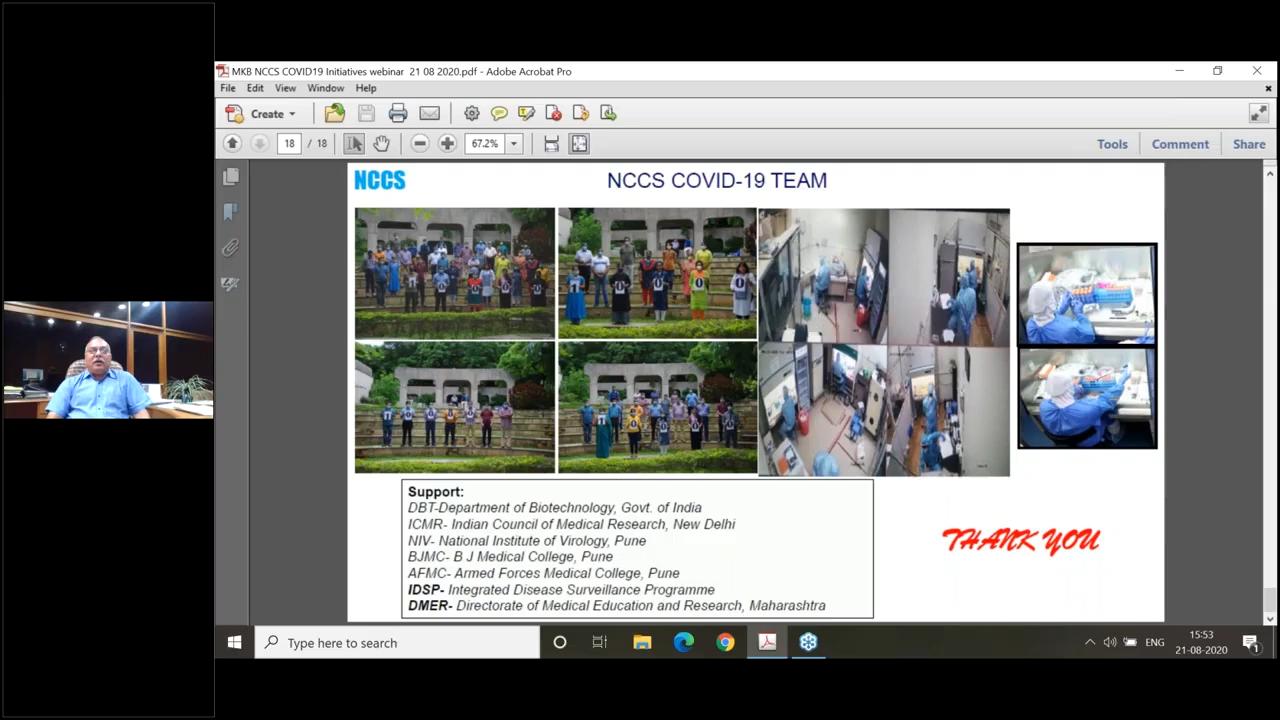 MKB NCCS COVID19 Initiatives webinar 21 08 2020.pdf - Adobe Acrobat Pro
File Edit View Window Help
Create
18 / 18 67.2% Tools Comment Share
NCCS NCCS COVID-19 TEAM
Support:
DBT-Department of Biotechnology, Govt. of India
ICMR- Indian Council of Medical Research, New Delhi
NIV- National Institute of Virology, Pune
BJMC- B J Medical College, Pune
AFMC- Armed Forces Medical College, Pune
IDSP- Integrated Disease Surveillance Programme
DMER- Directorate of Medical Education and Research, Maharashtra
THANK YOU
Type here to search
ENG
15:53
21-08-2020
1